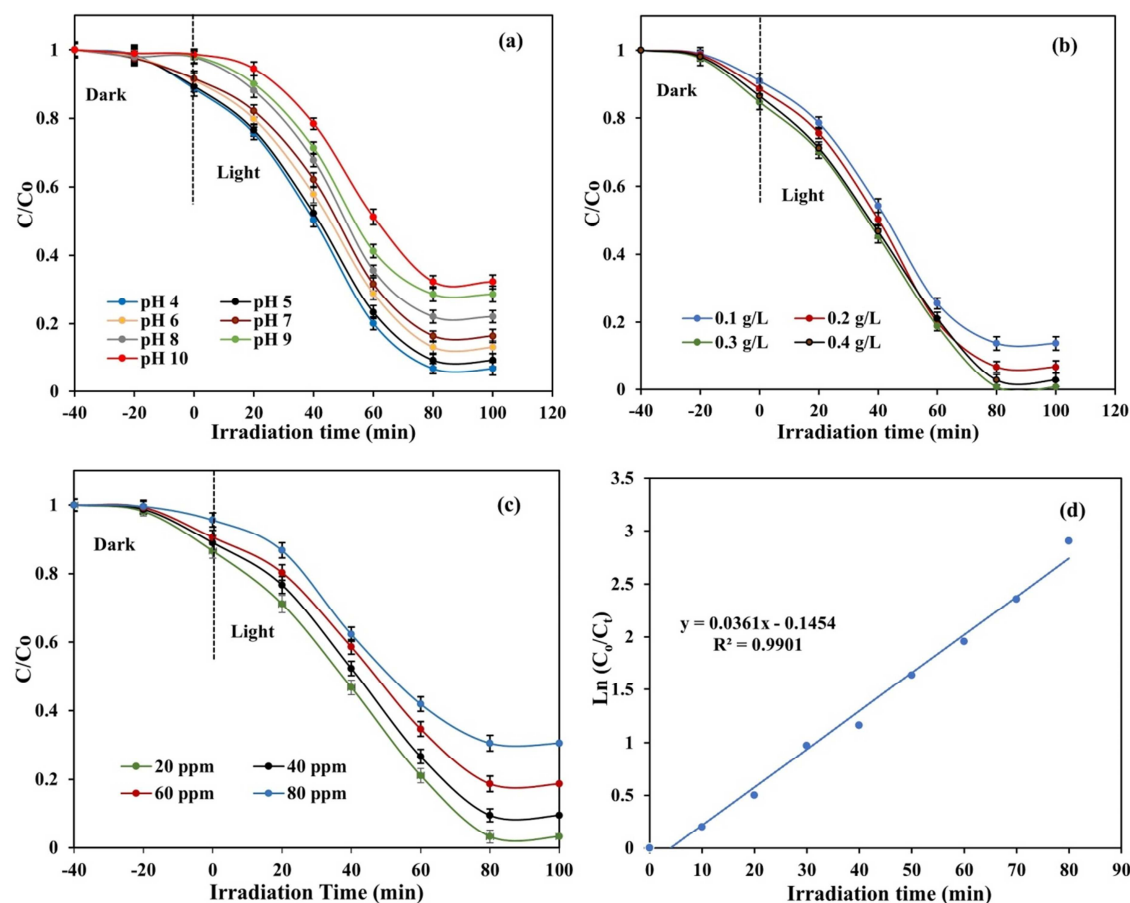 (a)
1
0.8
0.6
0.4
0.2
0
C/Co
Dark
Light
pH 4
pH 5
pH 6
pH 7
pH 8
pH 9
pH 10
-40 -20 0 20 40 60 80 100 120
Irradiation time (min)
(b)
1
0.8
0.6
0.4
0.2
0
C/Co
Dark
Light
0.1 g/L
0.2 g/L
0.3 g/L
0.4 g/L
-40 -20 0 20 40 60 80 100 120
Irradiation time (min)
(c)
1
0.8
0.6
0.4
0.2
0
C/Co
Dark
Light
20 ppm
40 ppm
60 ppm
80 ppm
-40 -20 0 20 40 60 80 100
Irradiation Time (min)
(d)
3.5
3
2.5
2
1.5
1
0.5
0
Ln (Co/Ct)
y = 0.0361x - 0.1454
R² = 0.9901
0 10 20 30 40 50 60 70 80 90
Irradiation time (min)